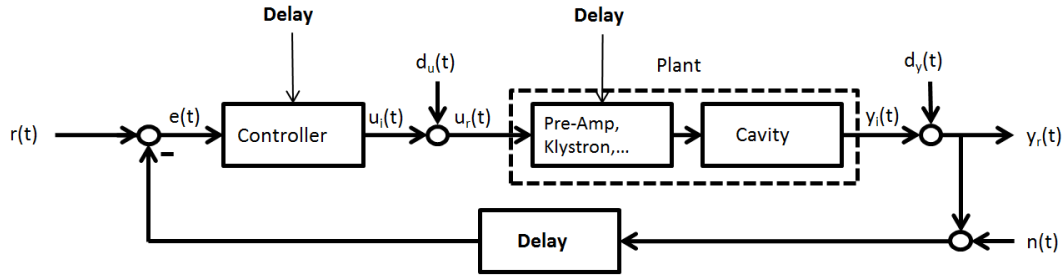 Delay
Delay
d_u(t)
Plant
d_y(t)
e(t)
r(t)
Controller
u_i(t)
u_r(t)
Pre-Amp,
Klystron,...
Cavity
y_i(t)
y_r(t)
Delay
n(t)